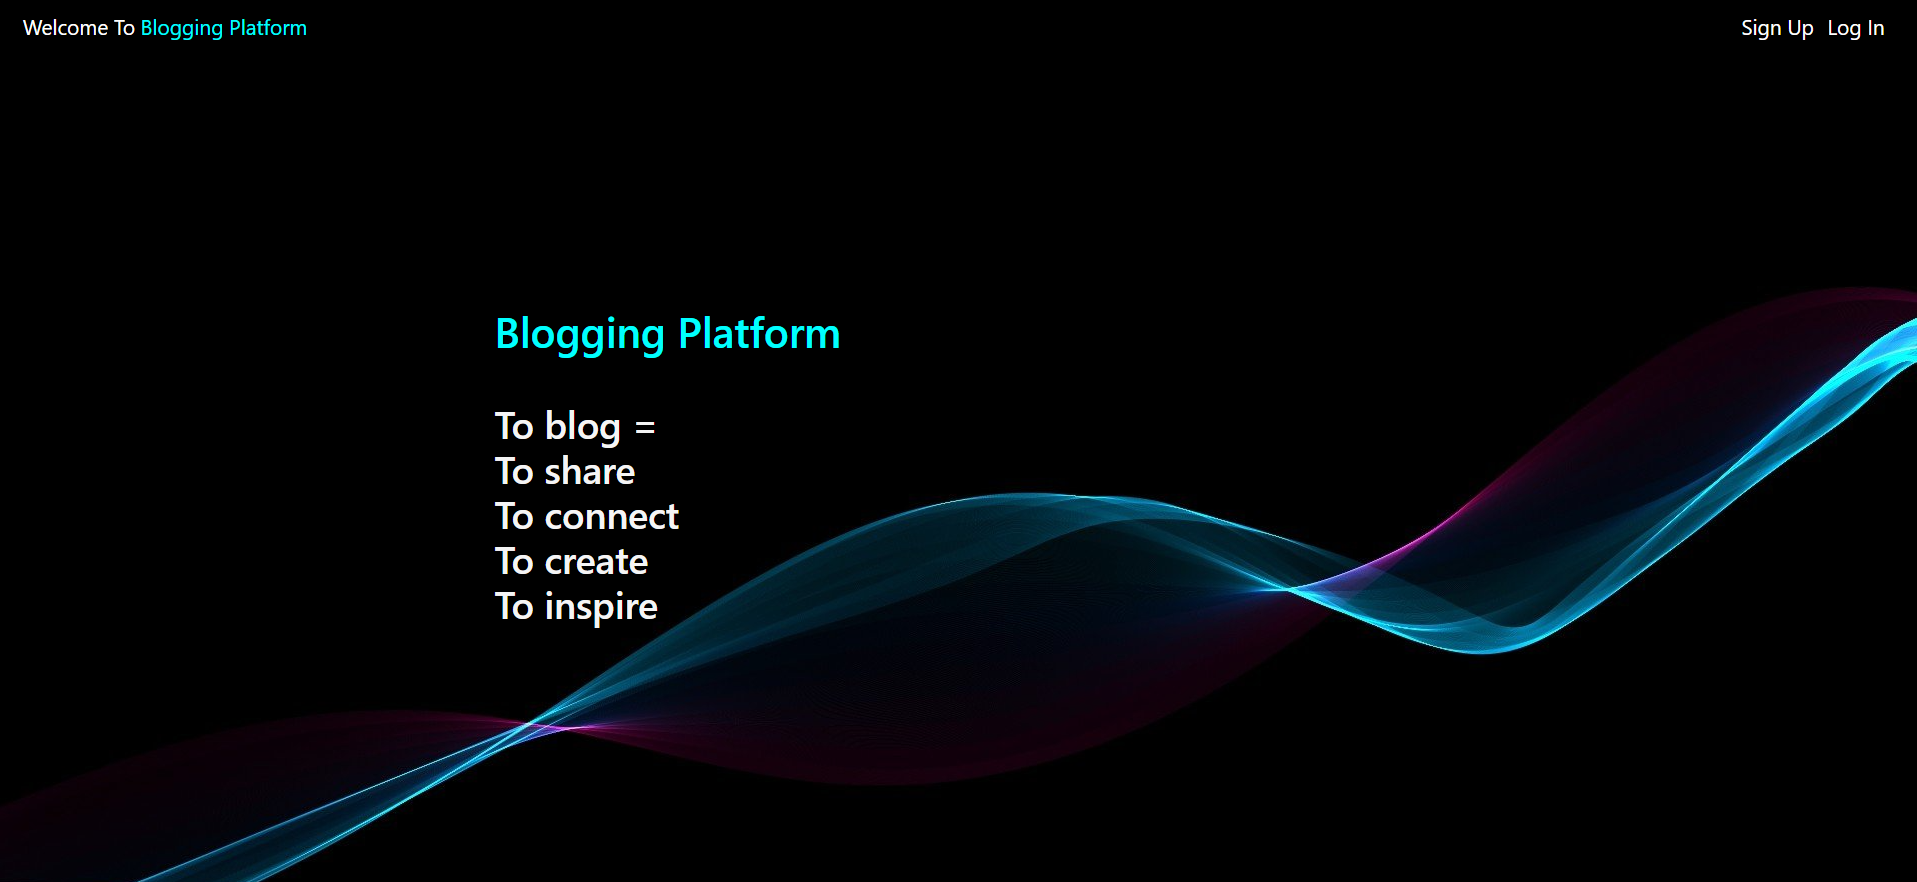 Welcome To Blogging Platform
Sign Up Log In
Blogging Platform
To blog =
To share
To connect
To create
To inspire